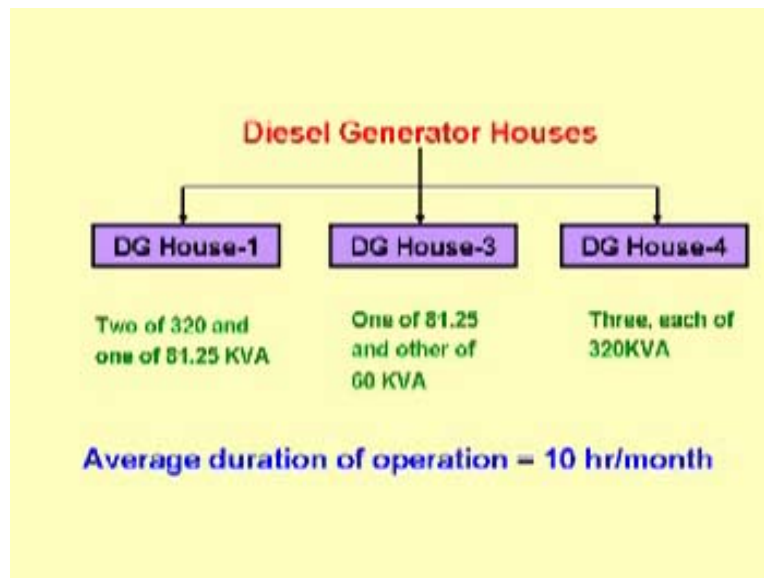 Diesel Generator Houses
DG House-1
DG House-3
DG House-4
Two of 320 and
one of 81.25 KVA
One of 81.25
and other of
60 KVA
Three, each of
320KVA
Average duration of operation = 10 hr/month